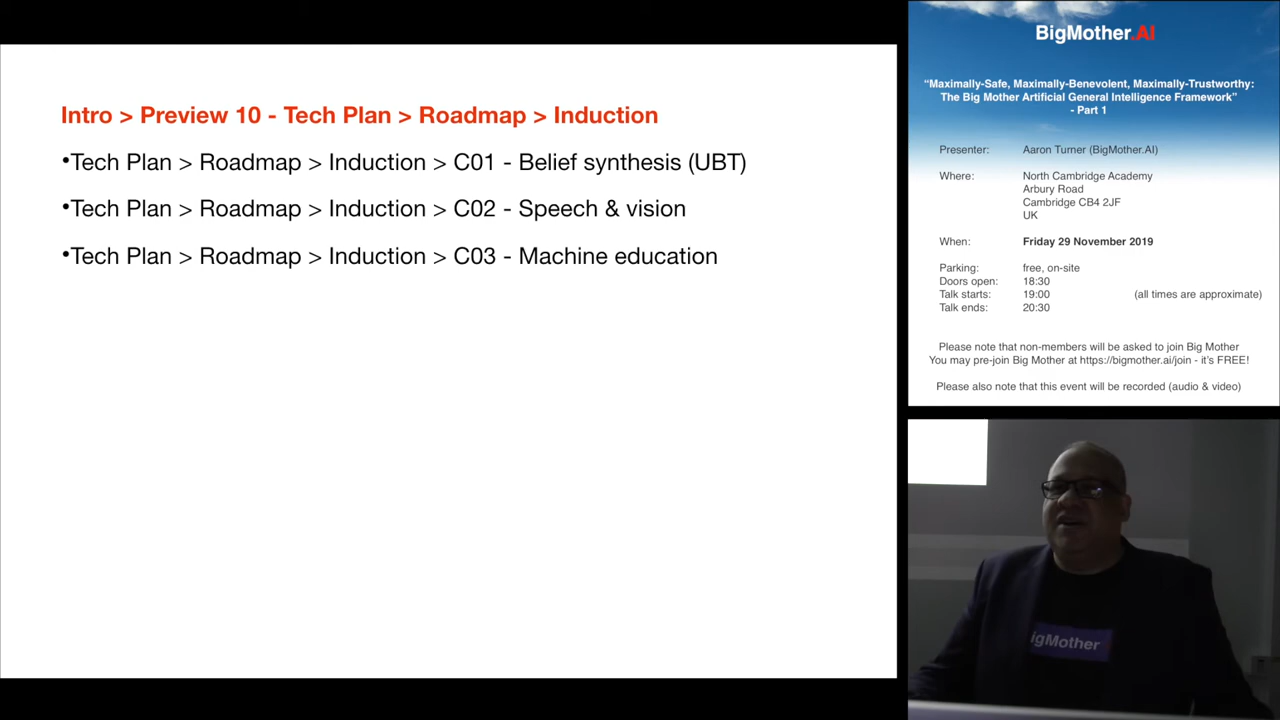 Intro > Preview 10 - Tech Plan > Roadmap > Induction
•Tech Plan > Roadmap > Induction > C01 - Belief synthesis (UBT)
•Tech Plan > Roadmap > Induction > C02 - Speech & vision
•Tech Plan > Roadmap > Induction > C03 - Machine education
BigMother.AI
“Maximally-Safe, Maximally-Benevolent, Maximally-Trustworthy:
The Big Mother Artificial General Intelligence Framework”
- Part 1
Presenter: Aaron Turner (BigMother.AI)
Where: North Cambridge Academy
Arbury Road
Cambridge CB4 2JF
UK
When: Friday 29 November 2019
Parking: free, on-site
Doors open: 18:30
Talk starts: 19:00 (all times are approximate)
Talk ends: 20:30
Please note that non-members will be asked to join Big Mother
You may pre-join Big Mother at https://bigmother.ai/join - it’s FREE!
Please also note that this event will be recorded (audio & video)
igMother